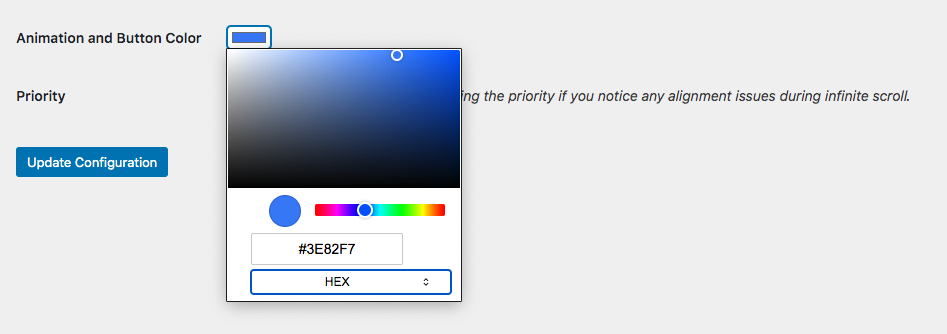 Animation and Button Color
Priority
the priority if you notice any alignment issues during infinite scroll.
Update Configuration
#3E82F7
HEX